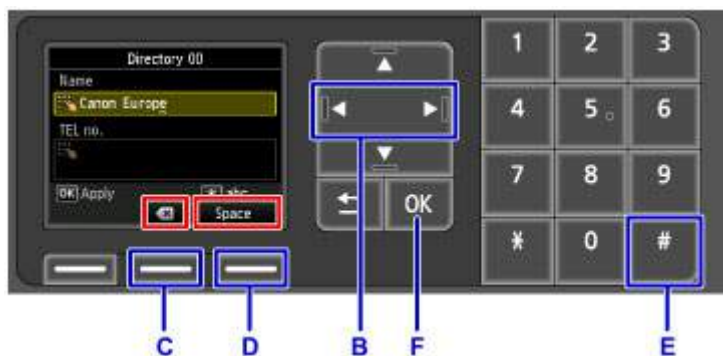 Directory 00
Name
Canon Europe
TEL no.
OK Apply
* abc
Space
OK
1 2 3
4 5 6
7 8 9
* 0 #
C D B F E